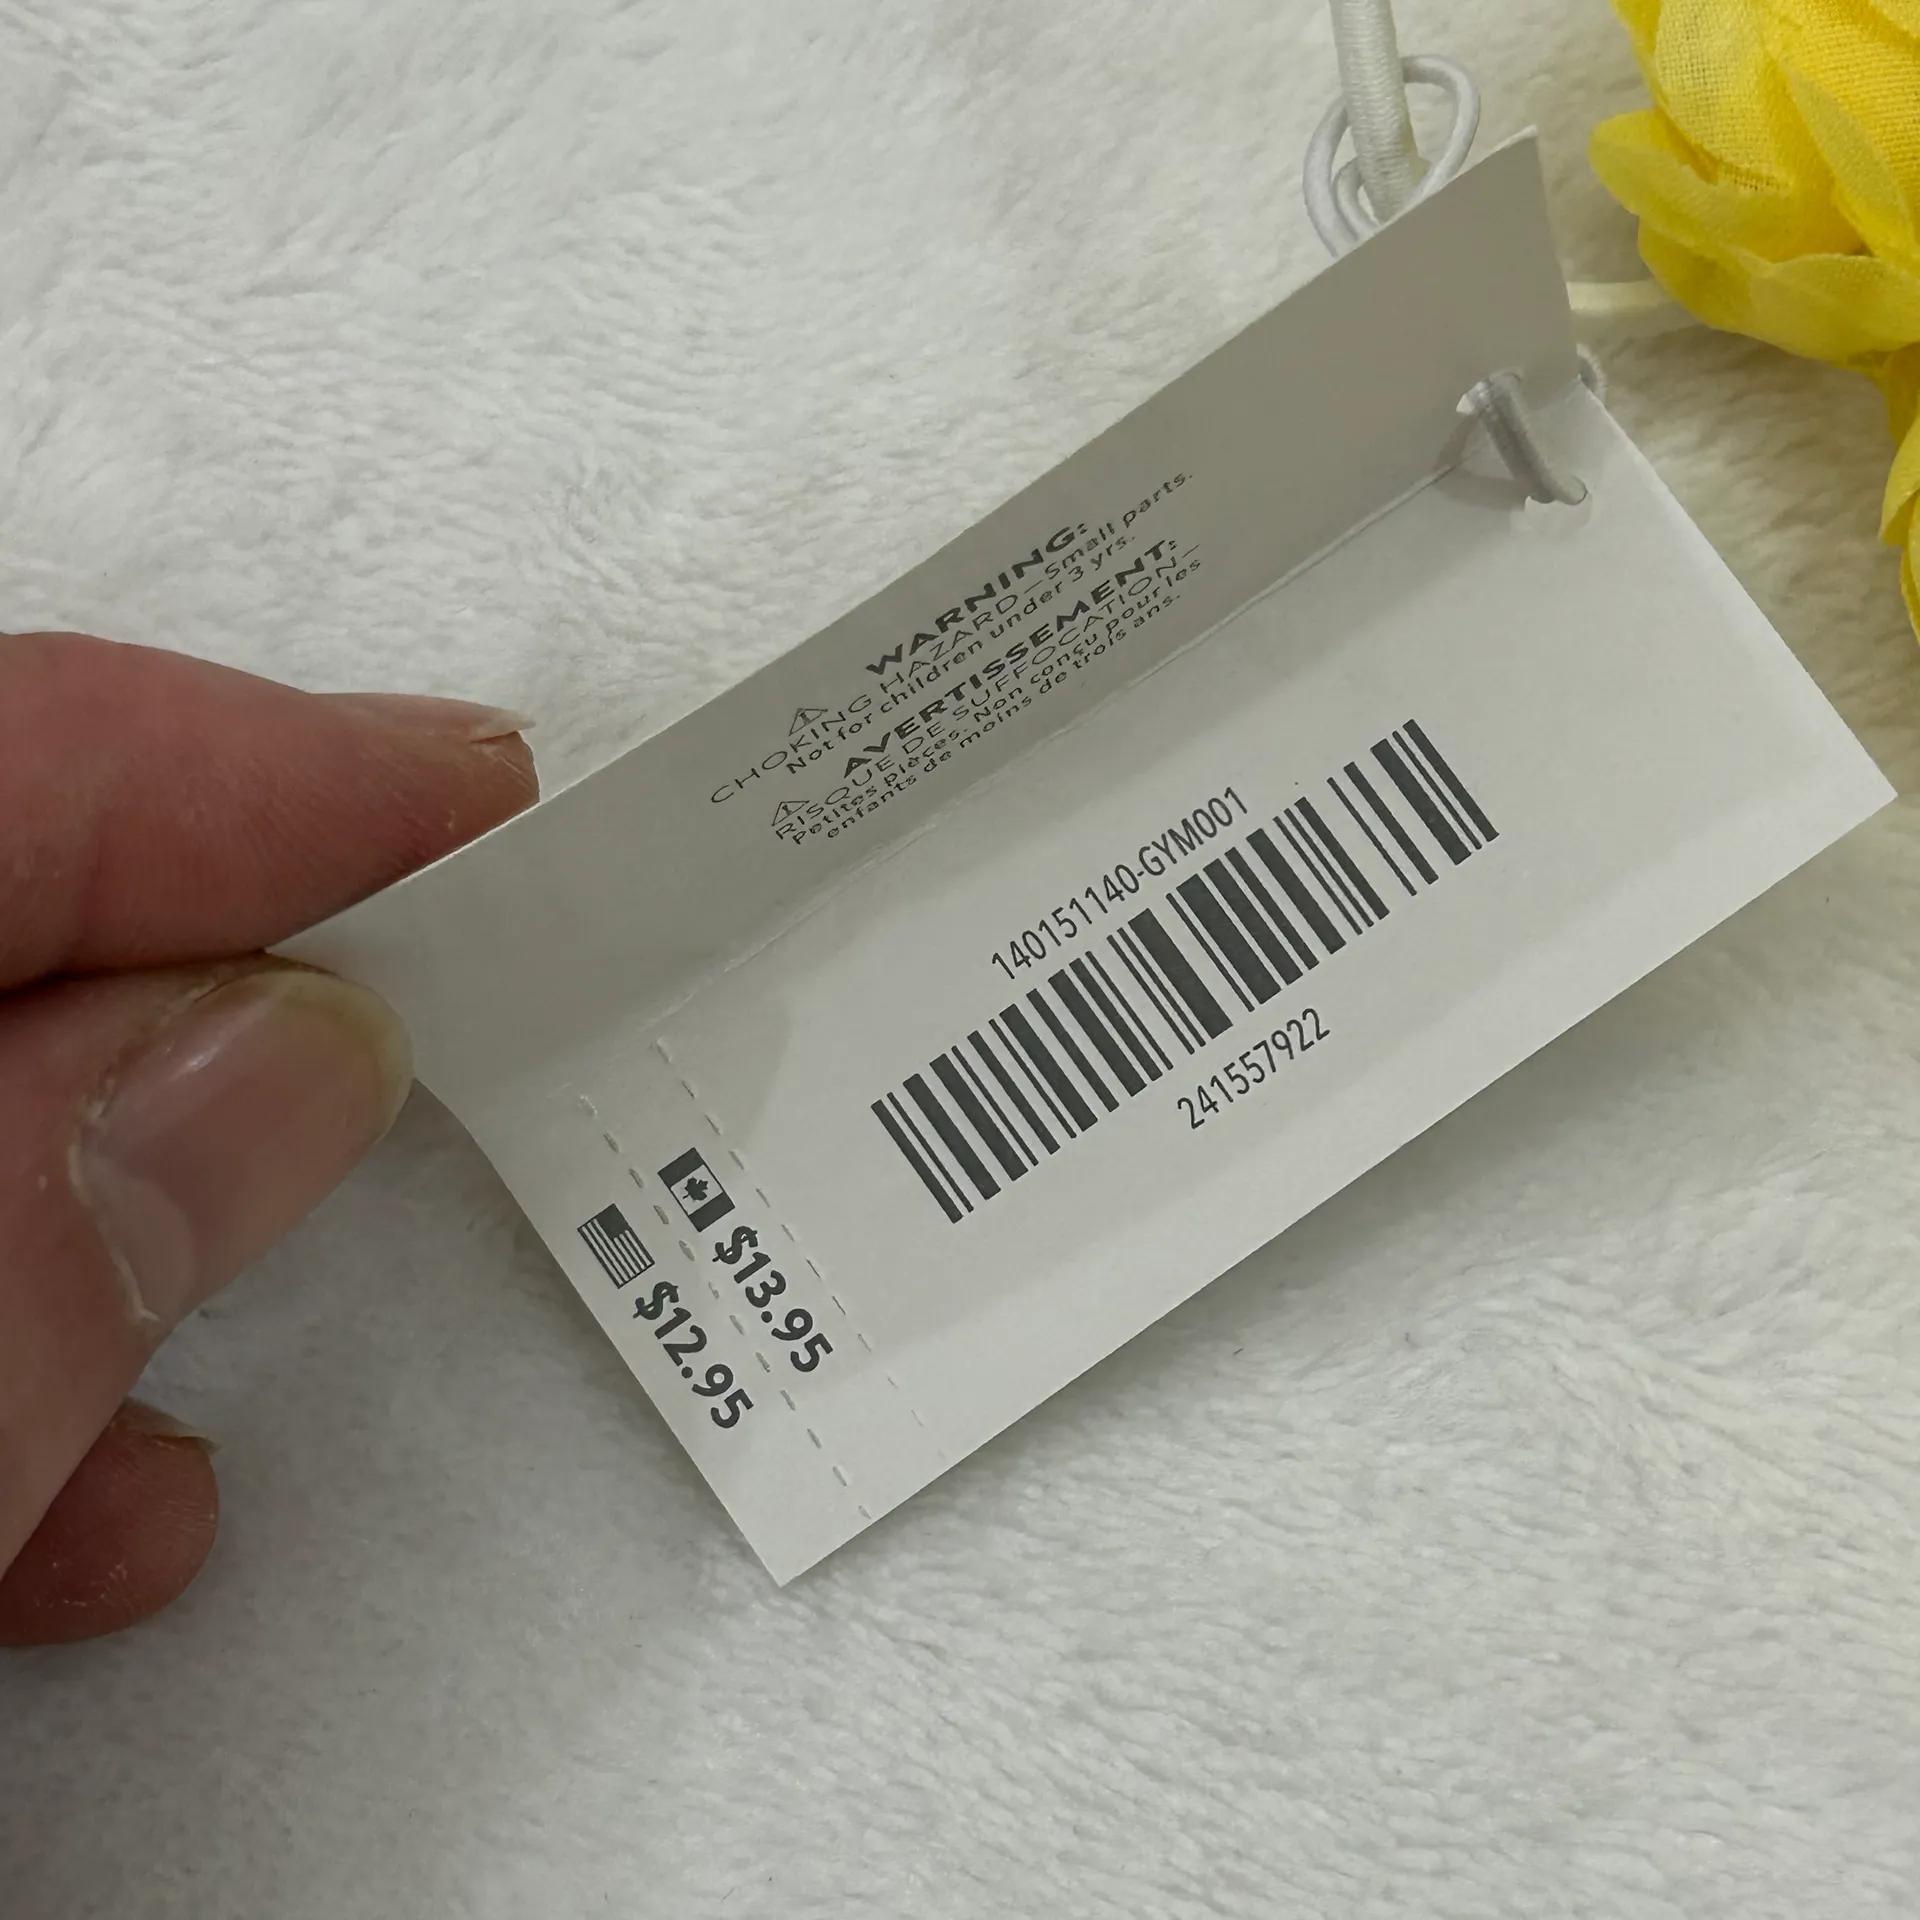 ⚠ WARNING:
CHOKING HAZARD—Small parts.
Not for children under 3 yrs.
⚠ AVERTISSEMENT:
RISQUE DE SUFFOCATION—
Petites pièces. Non conçu pour les
enfants de moins de trois ans.
140151140-GYM001
241557922
$13.95
$12.95